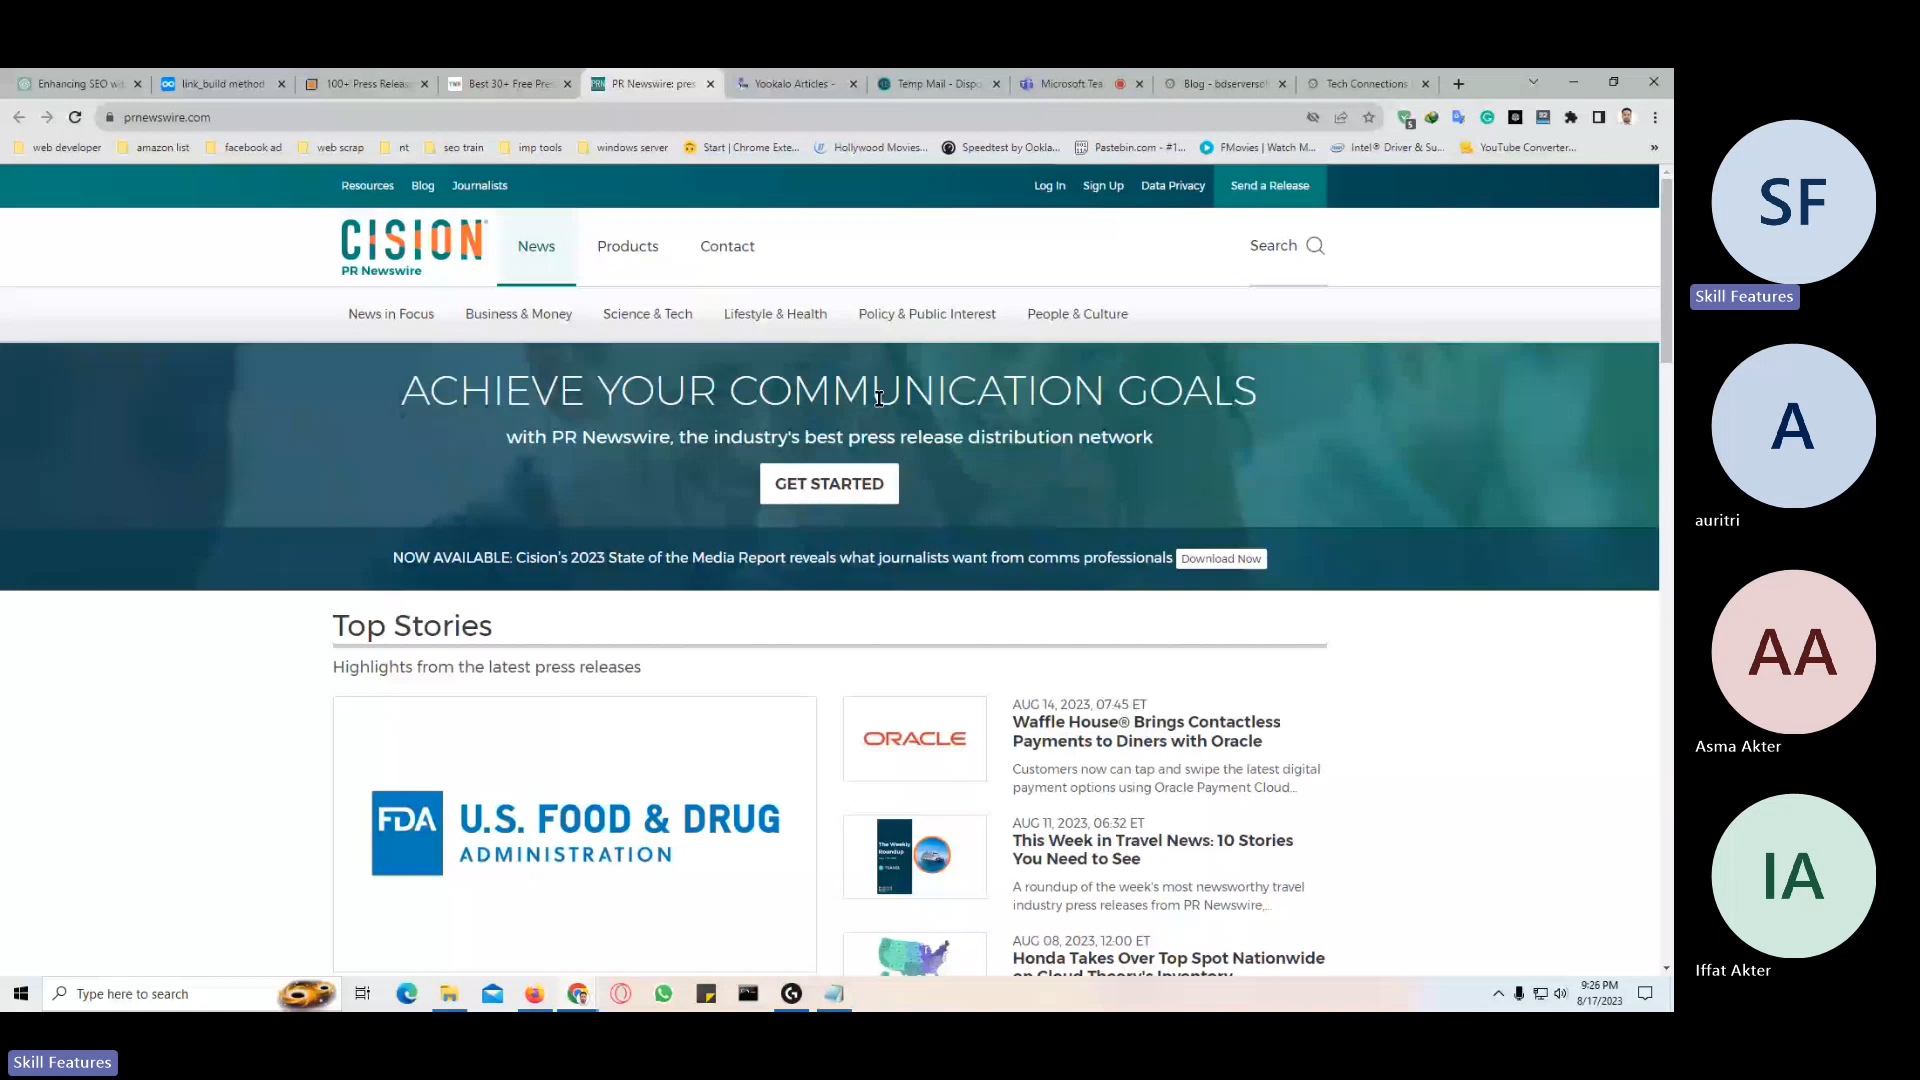 Enhancing SEO wi
link_build method
100+ Press Releas
Best 30+ Free Pre
PR Newswire: pres
Yookalo Articles -
Temp Mail - Dispo
Microsoft Tea
Blog - bdserversol
Tech Connections
prnewswire.com
web developer
amazon list
facebook ad
web scrap
nt
seo train
imp tools
windows server
Start | Chrome Exte...
Hollywood Movies...
Speedtest by Ookla...
Pastebin.com - #1...
FMovies | Watch M...
Intel® Driver & Su...
YouTube Converter...
Resources
Blog
Journalists
Log In
Sign Up
Data Privacy
Send a Release
CISION
PR Newswire
News
Products
Contact
Search
News in Focus
Business & Money
Science & Tech
Lifestyle & Health
Policy & Public Interest
People & Culture
ACHIEVE YOUR COMMUNICATION GOALS
with PR Newswire, the industry's best press release distribution network
GET STARTED
NOW AVAILABLE: Cision's 2023 State of the Media Report reveals what journalists want from comms professionals
Download Now
Top Stories
Highlights from the latest press releases
FDA
U.S. FOOD & DRUG
ADMINISTRATION
ORACLE
AUG 14, 2023, 07:45 ET
Waffle House® Brings Contactless
Payments to Diners with Oracle
Customers now can tap and swipe the latest digital
payment options using Oracle Payment Cloud...
The Weekly
Roundup
TRAVEL
AUG 11, 2023, 06:32 ET
This Week in Travel News: 10 Stories
You Need to See
A roundup of the week's most newsworthy travel
industry press releases from PR Newswire,...
AUG 08, 2023, 12:00 ET
Honda Takes Over Top Spot Nationwide
on Cloud Theory's Inventory
Type here to search
9:26 PM
8/17/2023
SF
Skill Features
A
auritri
AA
Asma Akter
IA
Iffat Akter
Skill Features